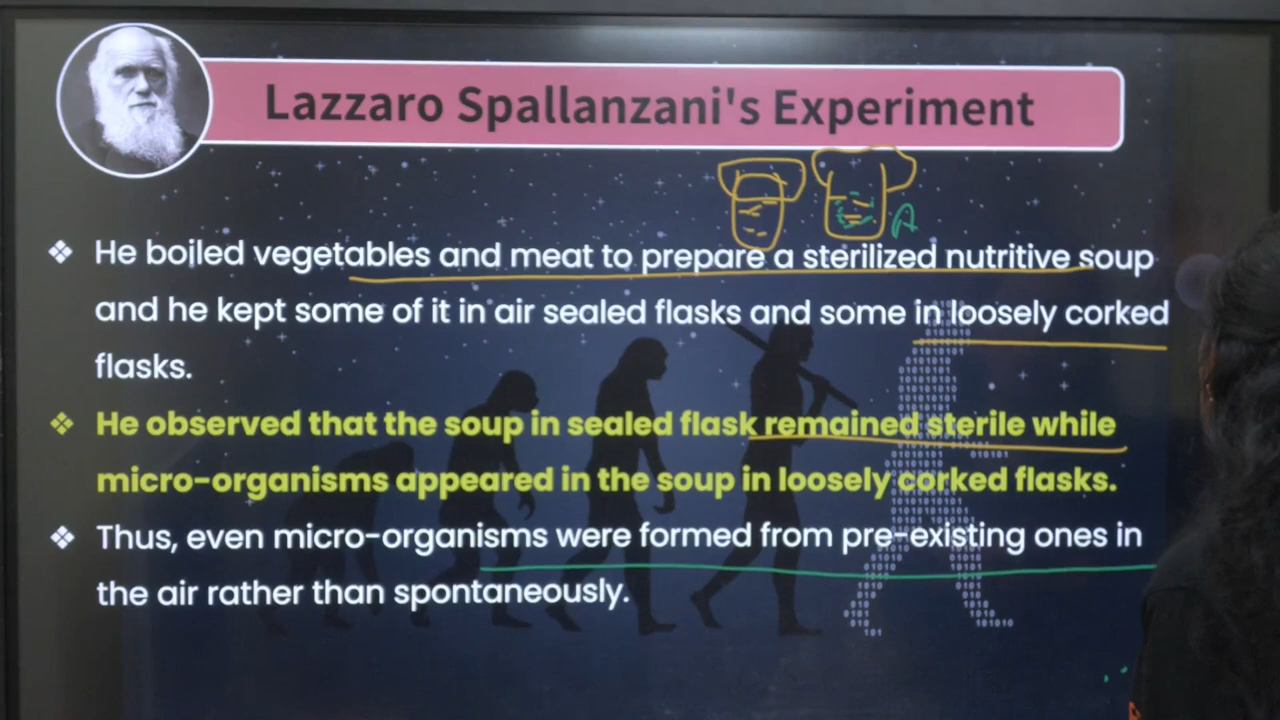 Lazzaro Spallanzani's Experiment
A
❖ He boiled vegetables and meat to prepare a sterilized nutritive soup
and he kept some of it in air sealed flasks and some in loosely corked
flasks.
❖ He observed that the soup in sealed flask remained sterile while
micro-organisms appeared in the soup in loosely corked flasks.
❖ Thus, even micro-organisms were formed from pre-existing ones in
the air rather than spontaneously.